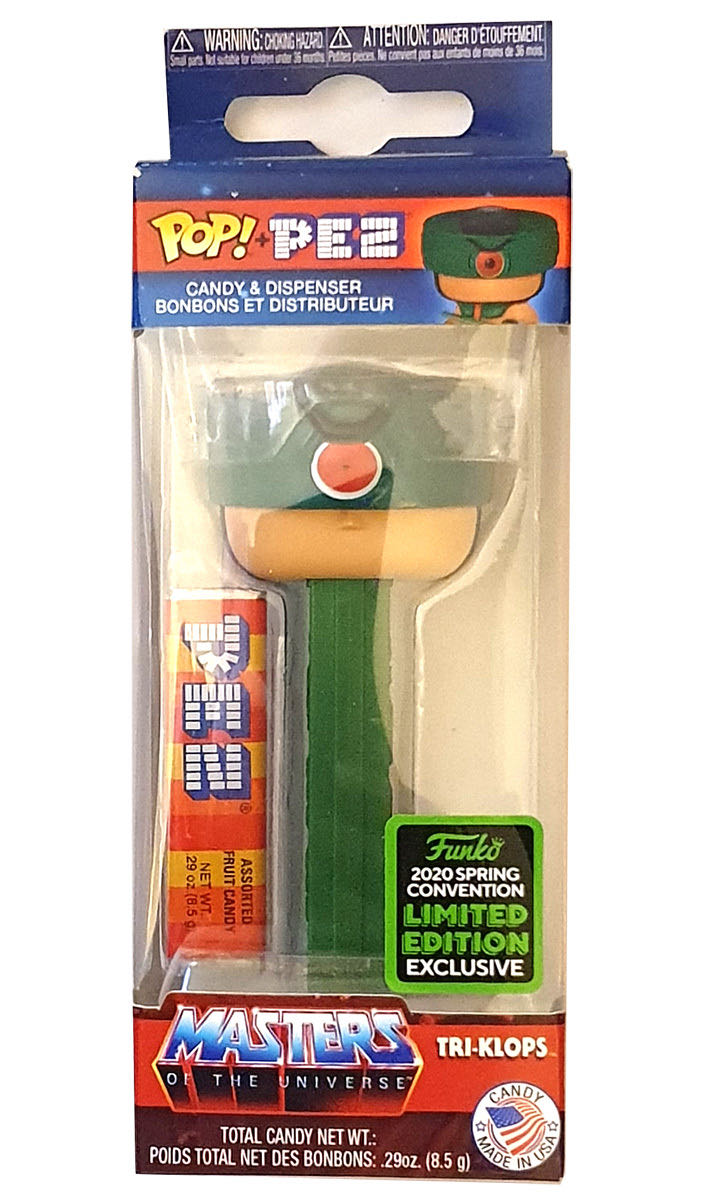 WARNING: CHOKING HAZARD.
Small parts. Not suitable for children under 36 months.
ATTENTION: DANGER D'ÉTOUFFEMENT.
Petites pièces. Ne convient pas aux enfants de moins de 36 mois.
POP! + PEZ
CANDY & DISPENSER
BONBONS ET DISTRIBUTEUR
PEZ®
ASSORTED
FRUIT CANDY
NET WT.
.29 oz. (8.5 g)
Funko
2020 SPRING
CONVENTION
LIMITED
EDITION
EXCLUSIVE
MASTERS
OF THE UNIVERSE™
TRI-KLOPS
CANDY
MADE IN USA
TOTAL CANDY NET WT.:
POIDS TOTAL NET DES BONBONS: .29oz. (8.5 g)